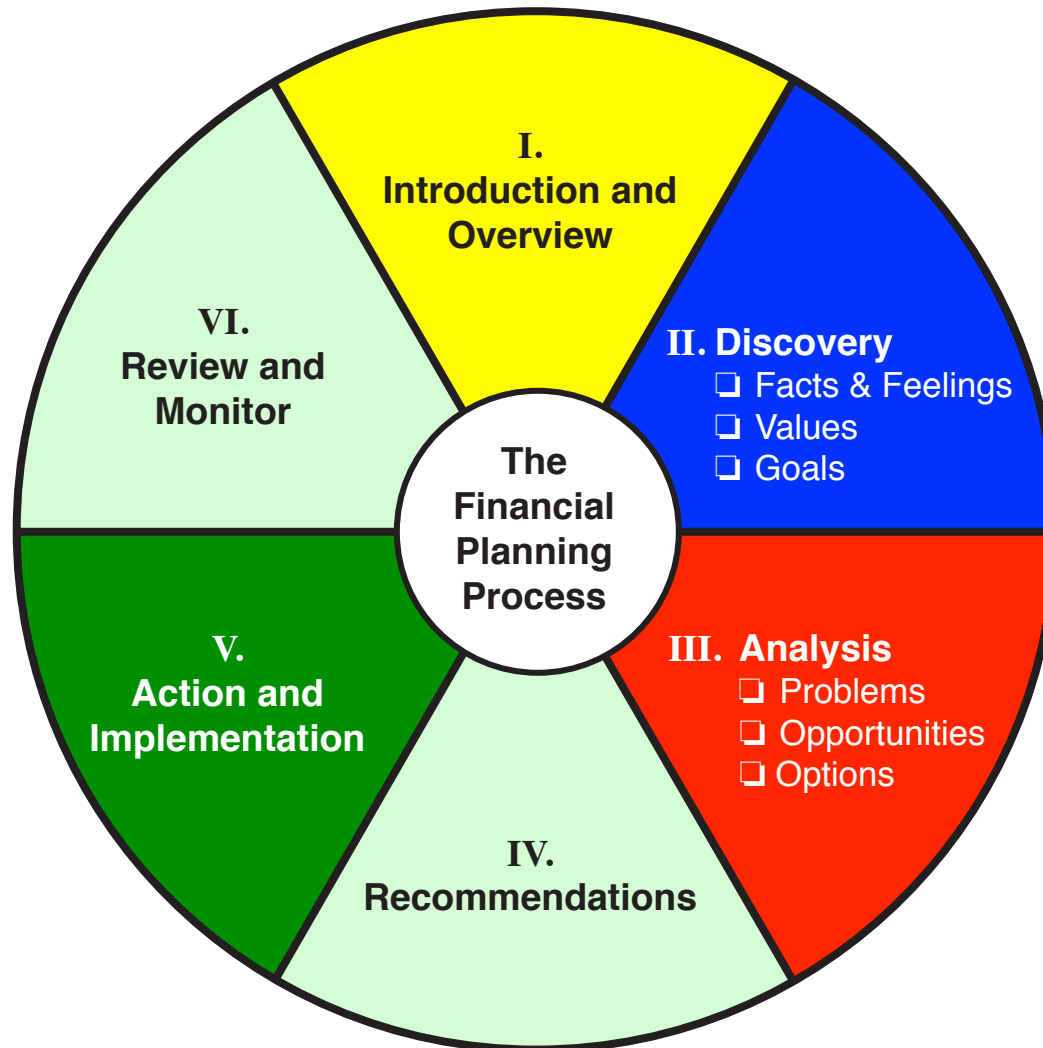 I.
Introduction and
Overview
II. Discovery
❏ Facts & Feelings
❏ Values
❏ Goals
III. Analysis
❏ Problems
❏ Opportunities
❏ Options
IV.
Recommendations
V.
Action and
Implementation
VI.
Review and
Monitor
The
Financial
Planning
Process